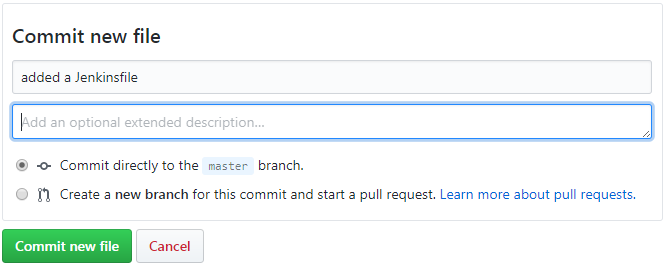 Commit new file
added a Jenkinsfile
Add an optional extended description...
Commit directly to the master branch.
Create a new branch for this commit and start a pull request. Learn more about pull requests.
Commit new file Cancel